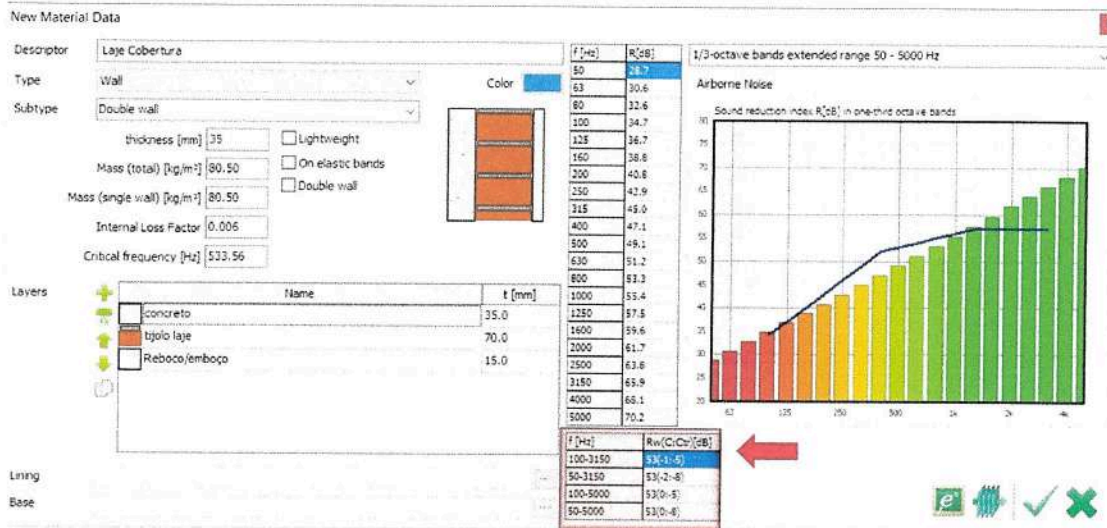 New Material Data
Descriptor Laje Cobertura
Type Wall Color
Subtype Double wall
thickness [mm] 35 Lightweight
Mass (total) [kg/m²] 80.50 On elastic bands
Mass (single wall) [kg/m²] 80.50 Double wall
Internal Loss Factor 0.006
Critical frequency [Hz] 533.56
Layers
Name t [mm]
concreto 35.0
tijolo laje 70.0
Reboco/emboço 15.0
Lining
Base
f [Hz] R[dB]
50 28.7
63 30.6
80 32.6
100 34.7
125 36.7
160 38.8
200 40.8
250 42.9
315 45.0
400 47.1
500 49.1
630 51.2
800 53.3
1000 55.4
1250 57.5
1600 59.6
2000 61.7
2500 63.8
3150 65.9
4000 68.1
5000 70.2
f [Hz] Rw(C;Ctr)[dB]
100-3150 53(-1;-5)
50-3150 53(-2;-8)
100-5000 53(0;-5)
50-5000 53(0;-8)
1/3-octave bands extended range 50 - 5000 Hz
Airborne Noise
Sound reduction index R[dB] in one-third octave bands
80
75
70
65
60
55
50
45
40
35
30
25
20
63 125 250 500 1k 2k 4k